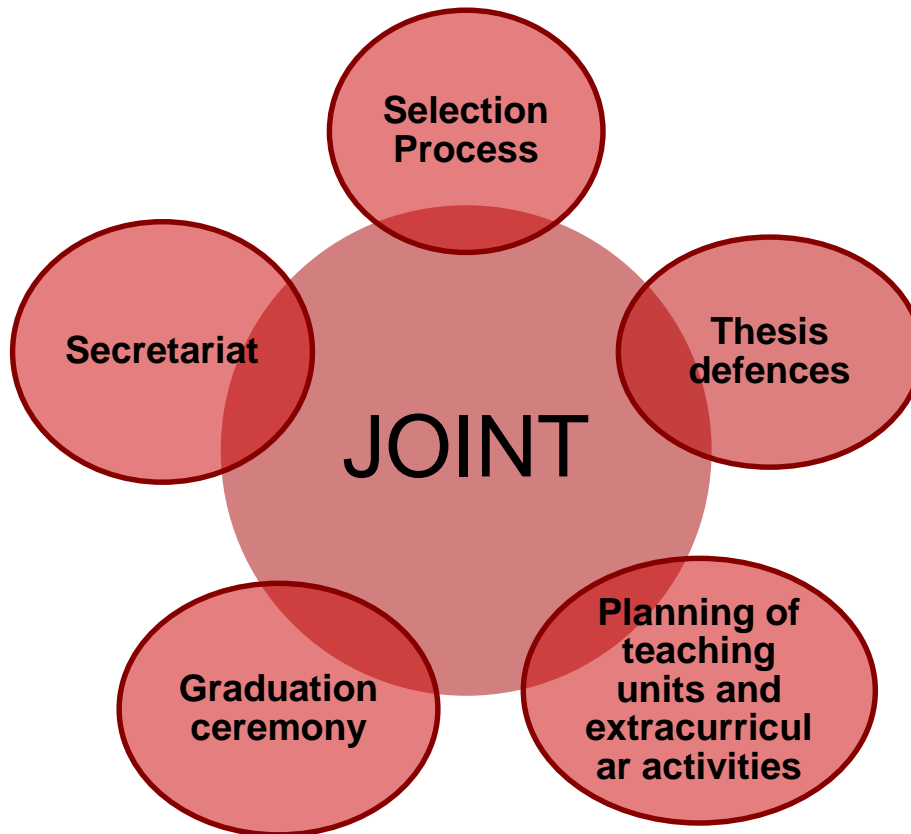 Selection
Process
Secretariat
Thesis
defences
JOINT
Planning of
teaching
units and
extracurricul
ar activities
Graduation
ceremony